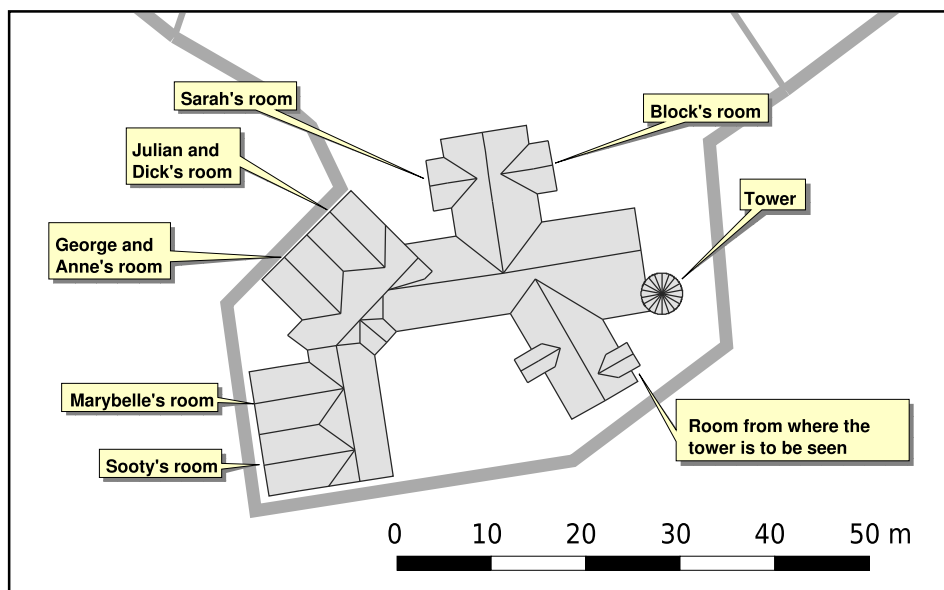 Sarah's room
Block's room
Julian and
Dick's room
Tower
George and
Anne's room
Marybelle's room
Room from where the
tower is to be seen
Sooty's room
0 10 20 30 40 50 m